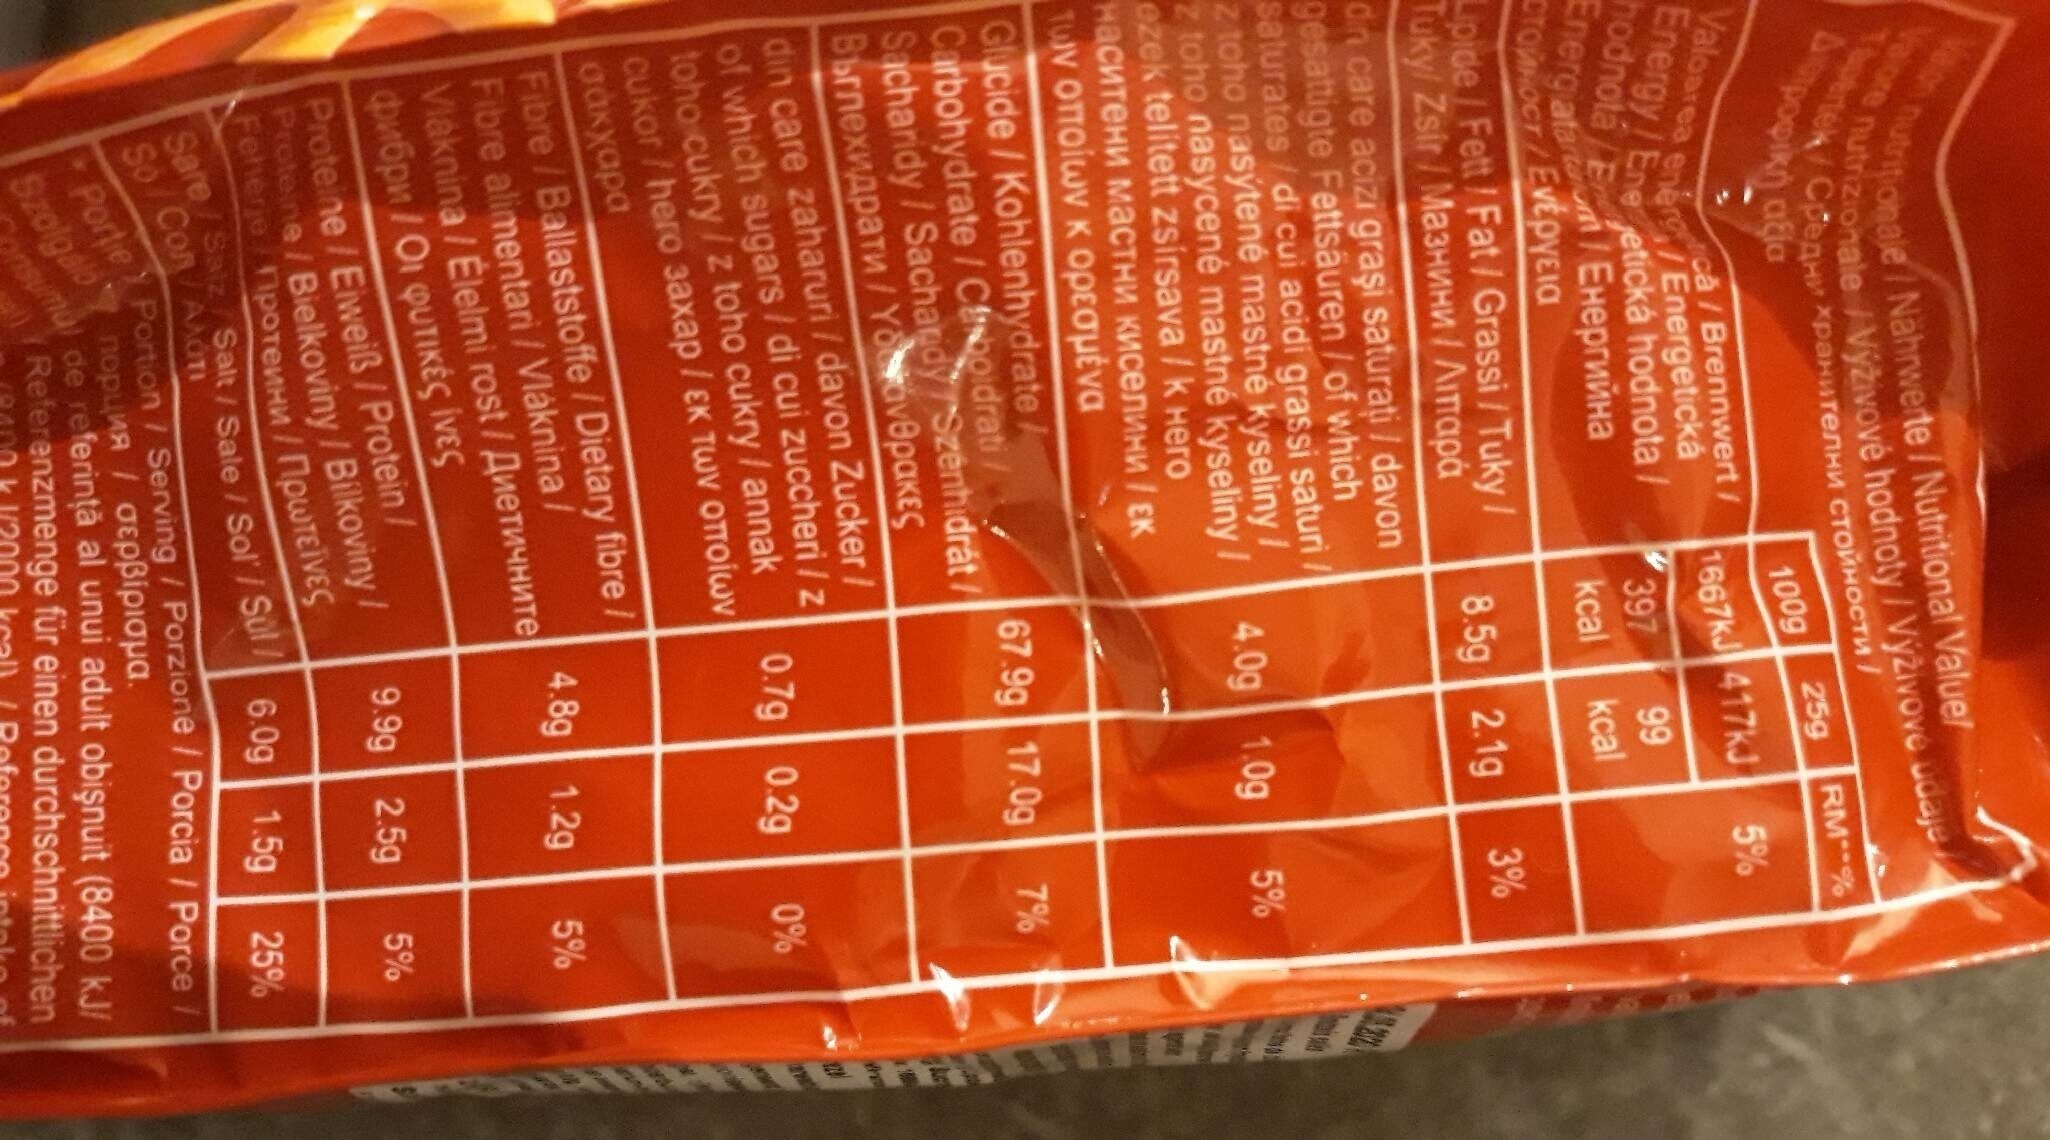 nutriționale / Nährwerte / Nutritional Value/
nutrizionale / Výživové hodnoty / Výživové údaje
Средни хранителни стойности /
100g 25g RM**%
Valoarea / Brennwert /
Energy / Energetická
hodnota / hodnota /
Енергийна
стойност / Ενέργεια
1667kJ 417kJ 5%
397 99
kcal kcal
Lipide / Fett / Fat / Grassi / Tuky /
Tuky / Zsír / Мазнини / Λιπαρά
8.5g 2.1g 3%
din care acizi grași saturați / davon
gesättigte Fettsäuren / of which
saturates / di cui acidi grassi saturi /
z toho nasýtené mastné kyseliny /
z toho nasycené mastné kyseliny /
ezek telített zsírsava / к него
наситени мастни киселини / εκ
των οποίων κ ορεσμένα
4.0g 1.0g 5%
Glucide / Kohlenhydrate /
Carbohydrate / Carboidrati /
Sacharidy / Sacharidy / Szénhidrát /
Въглехидрати / Υδατάνθρακες
67.9g 17.0g 7%
din care zaharuri / davon Zucker /
of which sugars / di cui zuccheri / z
toho cukry / z toho cukry / annak
cukor / него захар / εκ των οποίων
σάκχαρα
0.7g 0.2g 0%
Fibre / Ballaststoffe / Dietary fibre /
Fibre alimentari / Vláknina /
Vláknina / Élelmi rost / Диетичните
фибри / Οι φυτικές ίνες
4.8g 1.2g 5%
Proteine / Eiweiß / Protein /
Proteine / Bielkoviny / Bílkoviny /
Fehérje / Протеини / Πρωτεΐνες
9.9g 2.5g 5%
Sare / Salz / Salt / Sale / Sol' / Sůl /
Só / Сол / Αλάτι
6.0g 1.5g 25%
* Porție / Portion / Serving / Porzione / Porcia / Porce /
порция / σερβίρισμα.
de referință al unui adult obișnuit (8400 kJ/
/ Referenzmenge für einen durchschnittlichen
kJ/2000 kcal) / Reference intake of